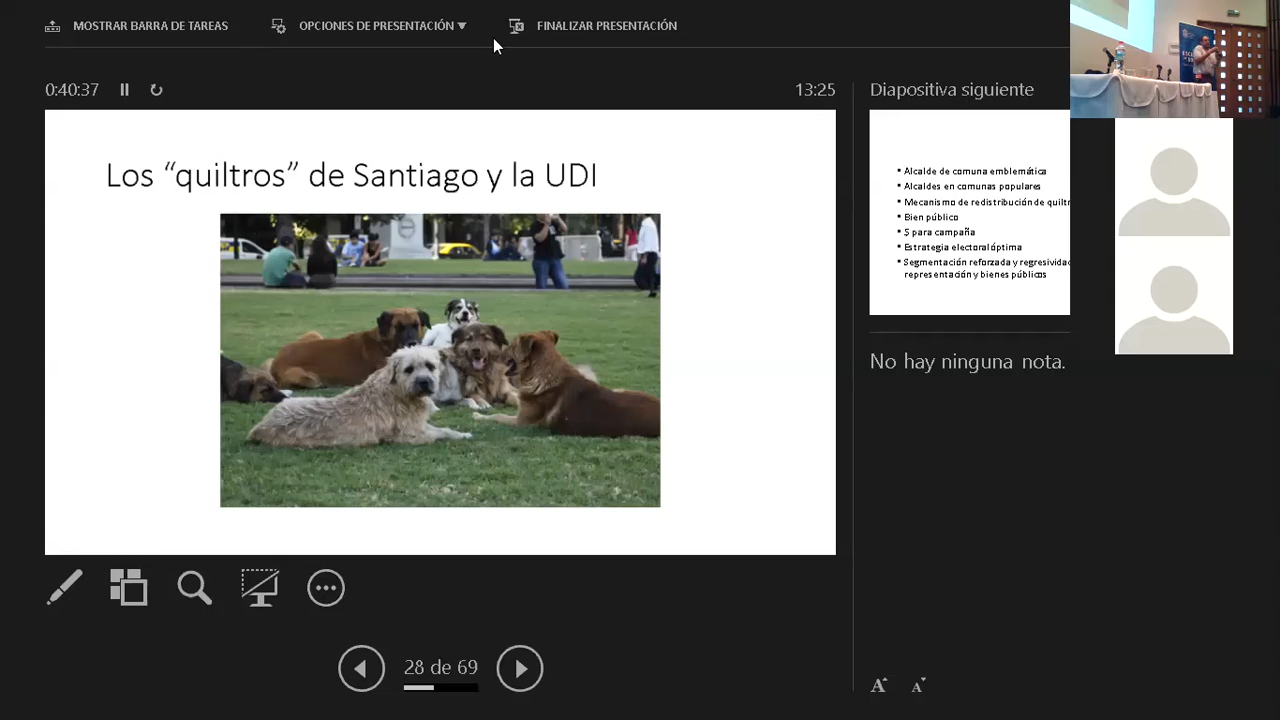 MOSTRAR BARRA DE TAREAS
OPCIONES DE PRESENTACIÓN
FINALIZAR PRESENTACIÓN
0:40:37
13:25
Los “quiltros” de Santiago y la UDI
28 de 69
Diapositiva siguiente
• Alcalde de comuna emblemática
• Alcaldes en comunas populares
• Mecanismo de redistribución de quiltr
• Bien público
• $ para campaña
• Estrategia electoral óptima
• Segmentación reforzada y regresividad
representación y bienes públicos
No hay ninguna nota.
A A